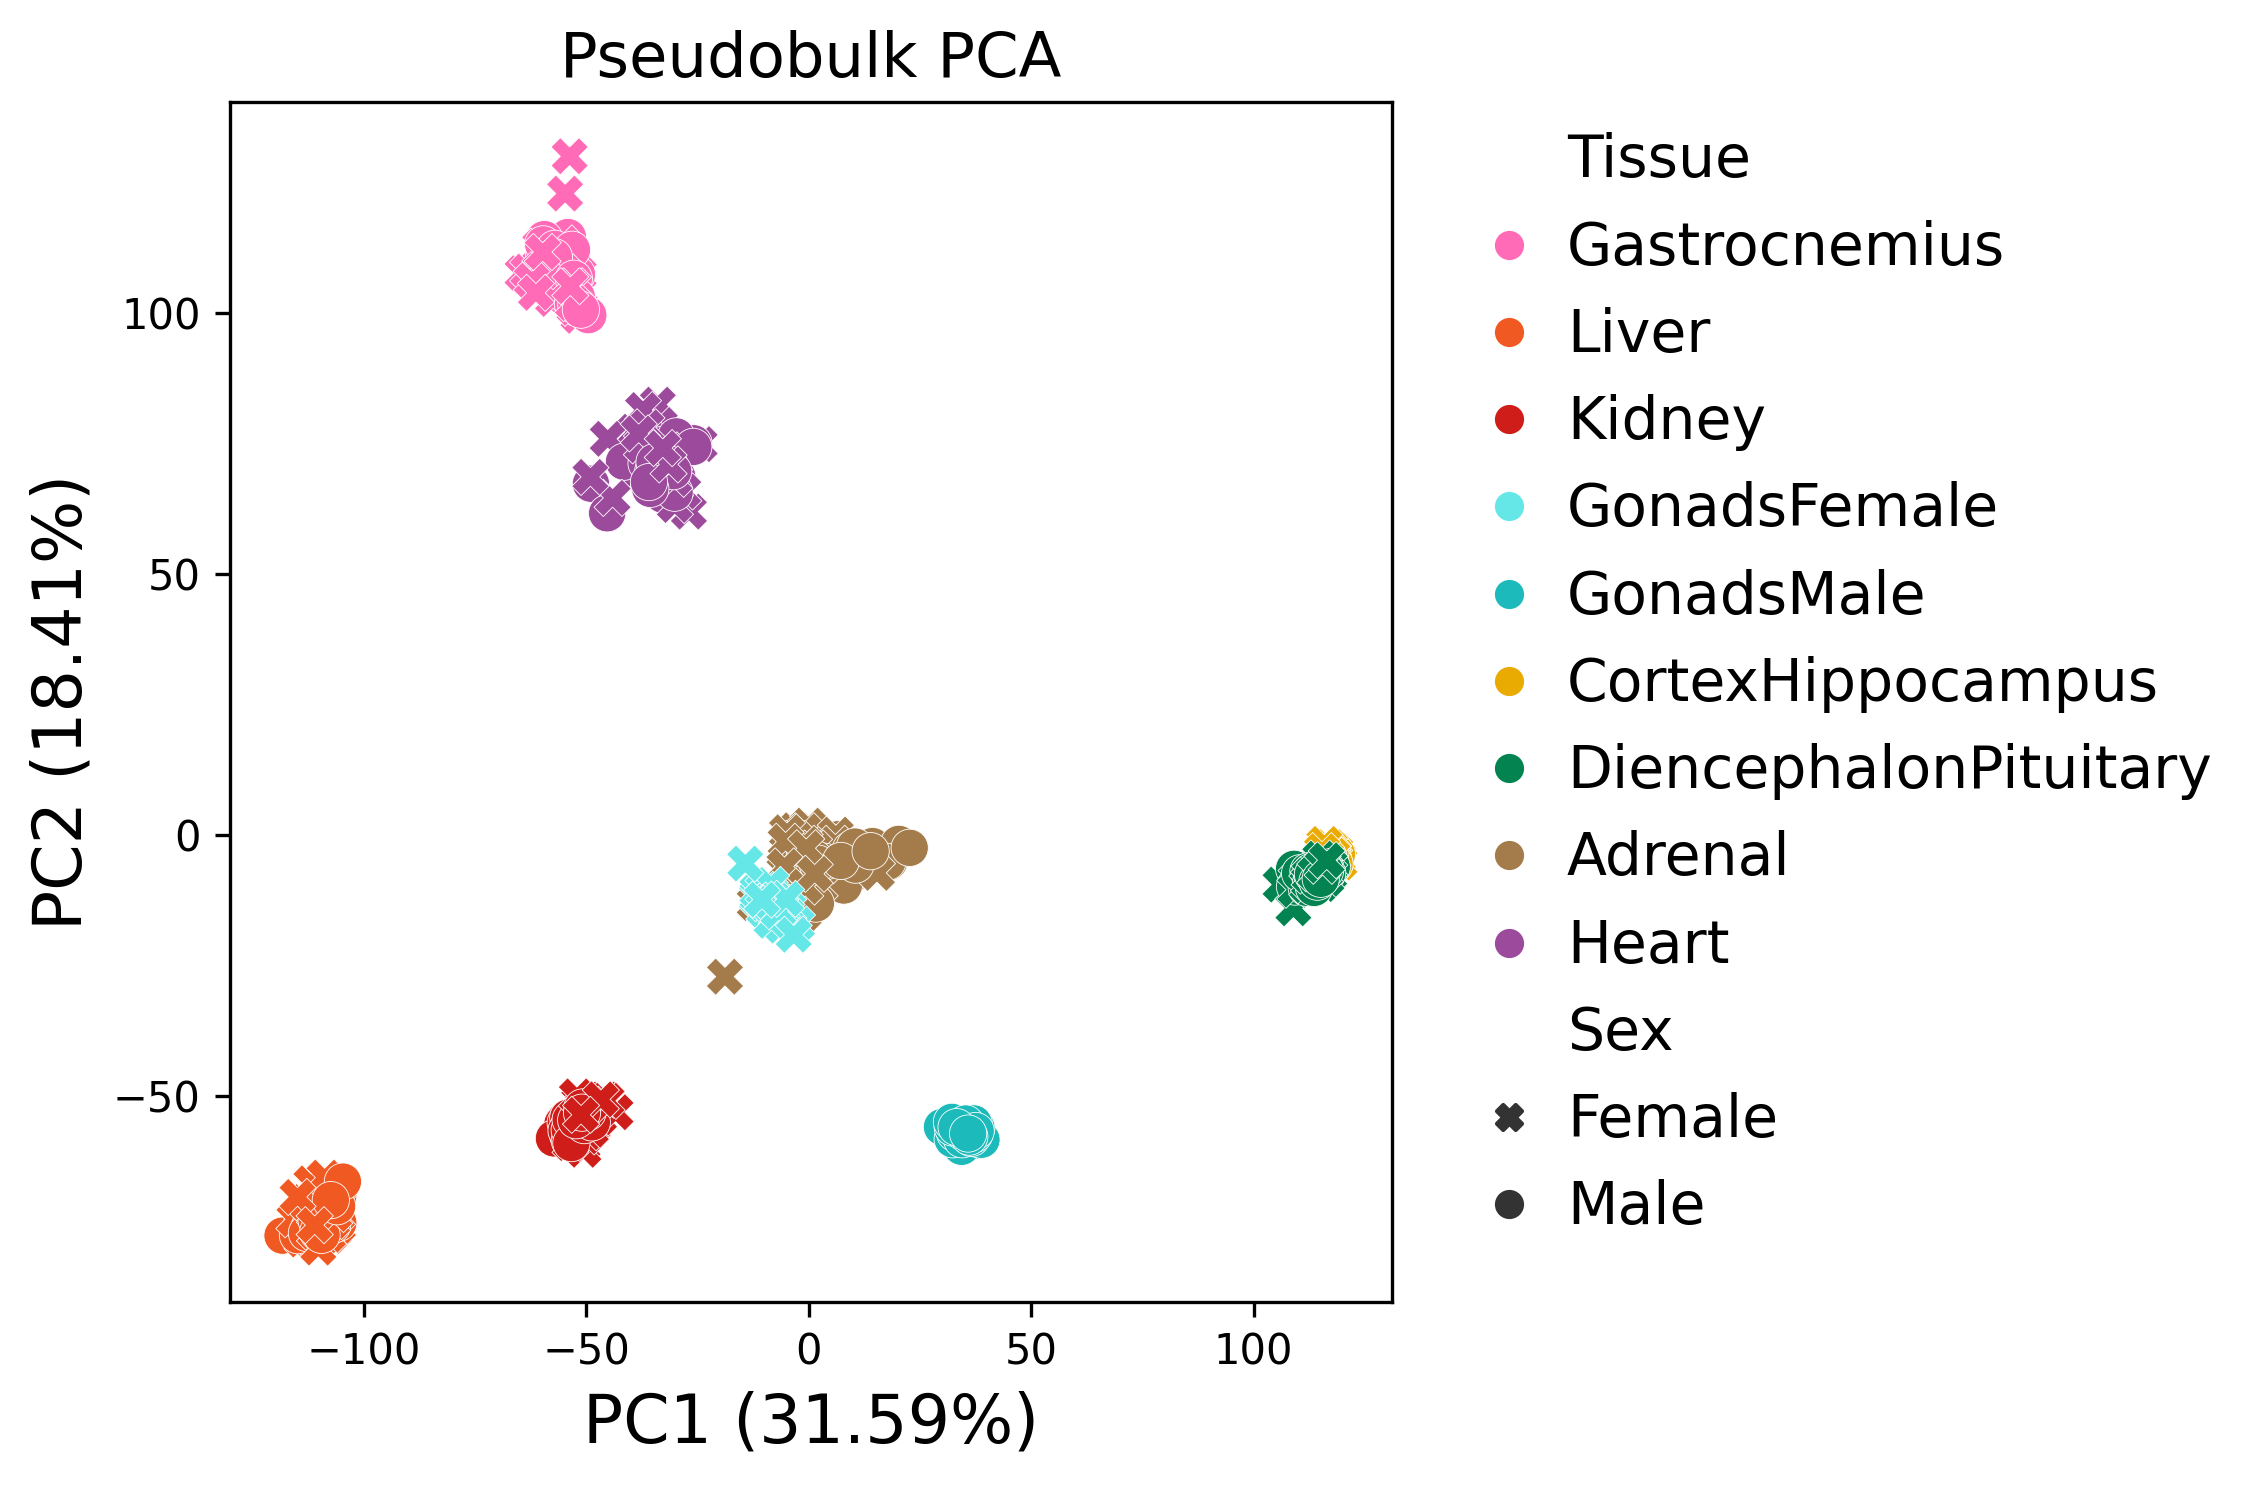 Pseudobulk PCA
PC2 (18.41%)
100
50
0
−50
−100
−50
0
50
100
PC1 (31.59%)
Tissue
Gastrocnemius
Liver
Kidney
GonadsFemale
GonadsMale
CortexHippocampus
DiencephalonPituitary
Adrenal
Heart
Sex
Female
Male